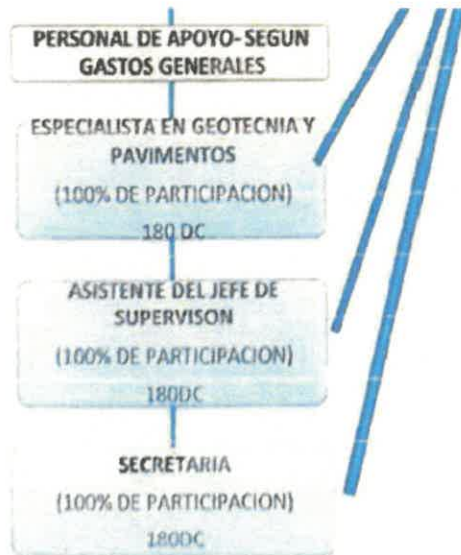 PERSONAL DE APOYO- SEGUN
GASTOS GENERALES
ESPECIALISTA EN GEOTECNIA Y
PAVIMENTOS
(100% DE PARTICIPACION)
180 DC
ASISTENTE DEL JEFE DE
SUPERVISON
(100% DE PARTICIPACION)
180DC
SECRETARIA
(100% DE PARTICIPACION)
180DC